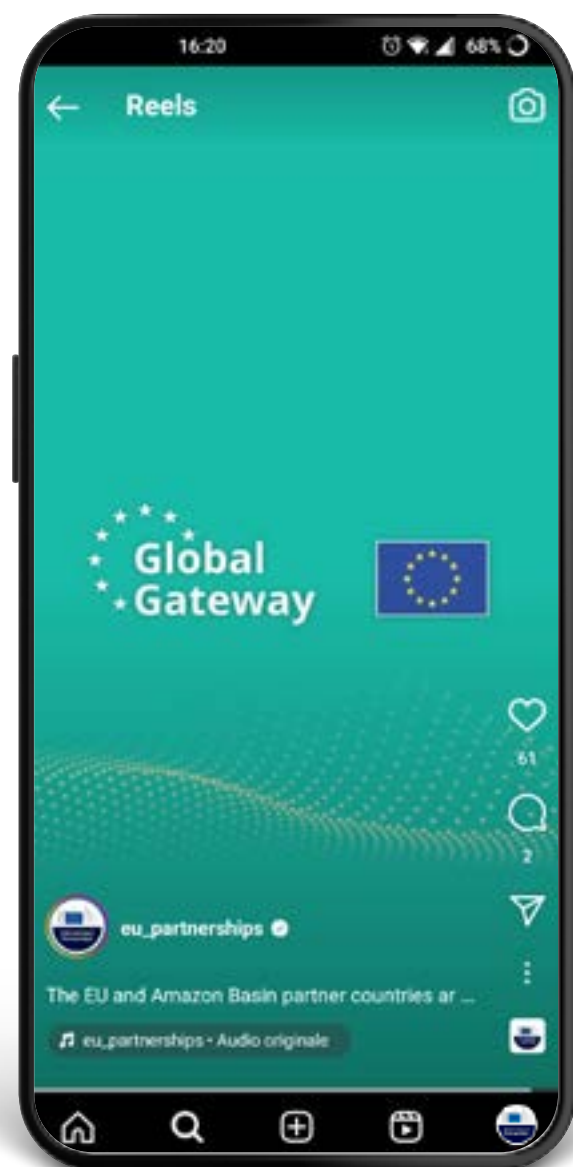 16:20
68%
Reels
Global
Gateway
61
2
eu_partnerships
The EU and Amazon Basin partner countries ar ...
eu_partnerships • Audio originale